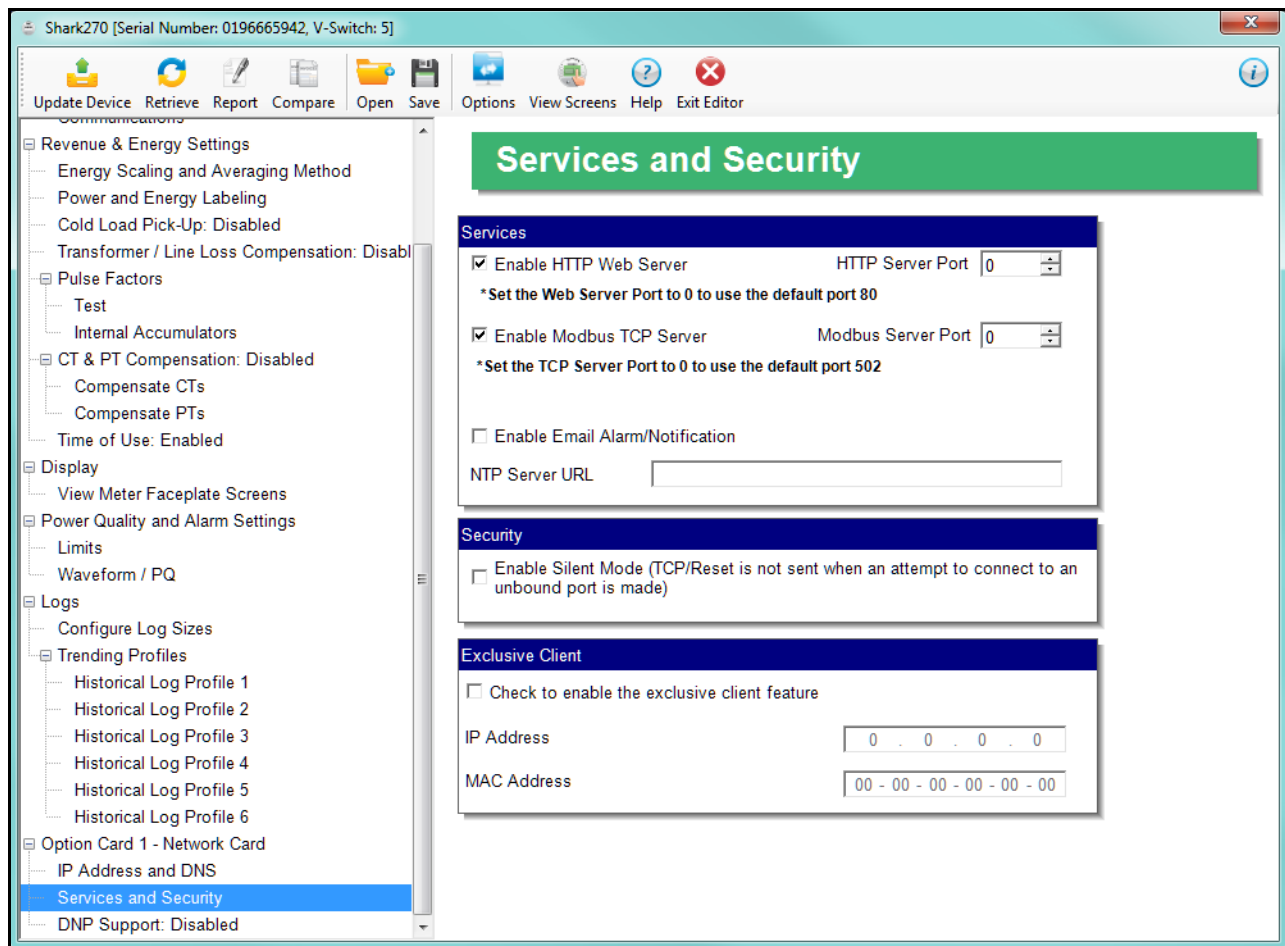 Shark270 [Serial Number: 0196665942, V-Switch: 5]
Update Device Retrieve Report Compare Open Save Options View Screens Help Exit Editor
Communications
Revenue & Energy Settings
Energy Scaling and Averaging Method
Power and Energy Labeling
Cold Load Pick-Up: Disabled
Transformer / Line Loss Compensation: Disabl
Pulse Factors
Test
Internal Accumulators
CT & PT Compensation: Disabled
Compensate CTs
Compensate PTs
Time of Use: Enabled
Display
View Meter Faceplate Screens
Power Quality and Alarm Settings
Limits
Waveform / PQ
Logs
Configure Log Sizes
Trending Profiles
Historical Log Profile 1
Historical Log Profile 2
Historical Log Profile 3
Historical Log Profile 4
Historical Log Profile 5
Historical Log Profile 6
Option Card 1 - Network Card
IP Address and DNS
Services and Security
DNP Support: Disabled
Services and Security
Services
Enable HTTP Web Server HTTP Server Port 0
*Set the Web Server Port to 0 to use the default port 80
Enable Modbus TCP Server Modbus Server Port 0
*Set the TCP Server Port to 0 to use the default port 502
Enable Email Alarm/Notification
NTP Server URL
Security
Enable Silent Mode (TCP/Reset is not sent when an attempt to connect to an
unbound port is made)
Exclusive Client
Check to enable the exclusive client feature
IP Address 0 . 0 . 0 . 0
MAC Address 00 - 00 - 00 - 00 - 00 - 00